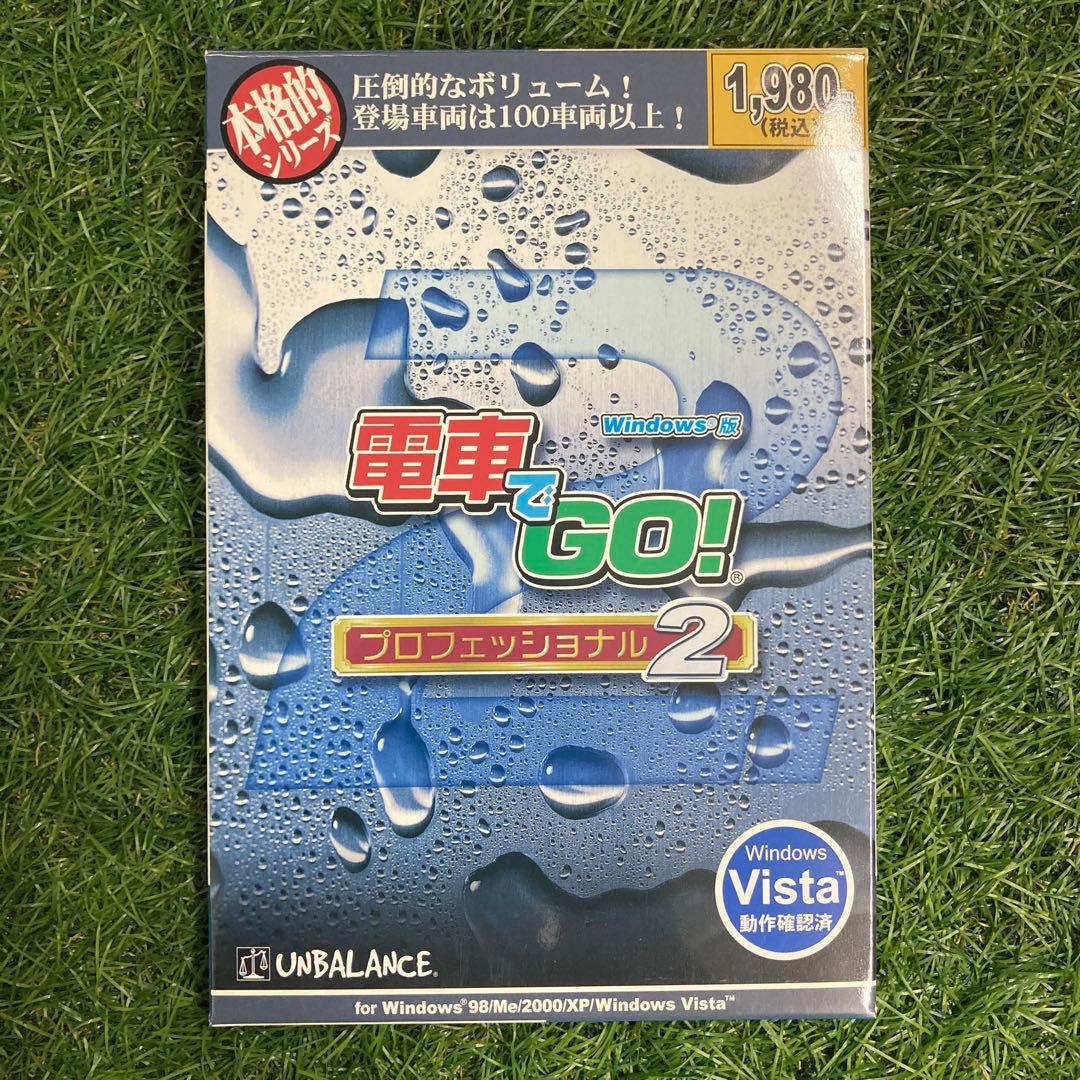 本格的
シリーズ
圧倒的なボリューム！
登場車両は100車両以上！
1,980
(税込)
Windows®版
電車でGO!®
プロフェッショナル2
Windows
Vista™
動作確認済
UNBALANCE®
for Windows®98/Me/2000/XP/Windows Vista™